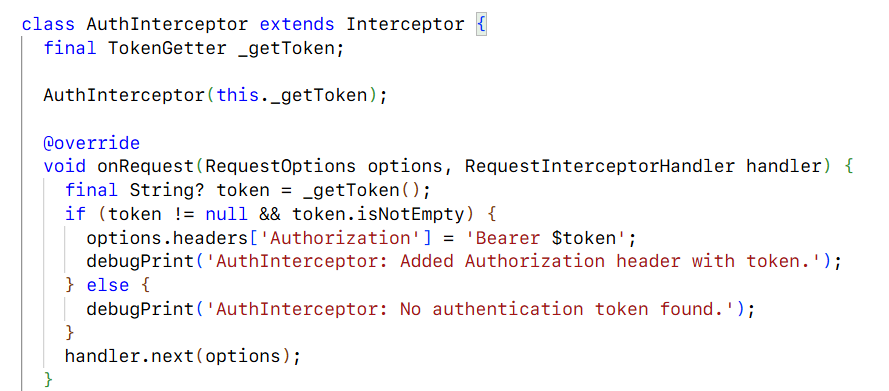 class AuthInterceptor extends Interceptor {
  final TokenGetter _getToken;

  AuthInterceptor(this._getToken);

  @override
  void onRequest(RequestOptions options, RequestInterceptorHandler handler) {
    final String? token = _getToken();
    if (token != null && token.isNotEmpty) {
      options.headers['Authorization'] = 'Bearer $token';
      debugPrint('AuthInterceptor: Added Authorization header with token.');
    } else {
      debugPrint('AuthInterceptor: No authentication token found.');
    }
    handler.next(options);
  }